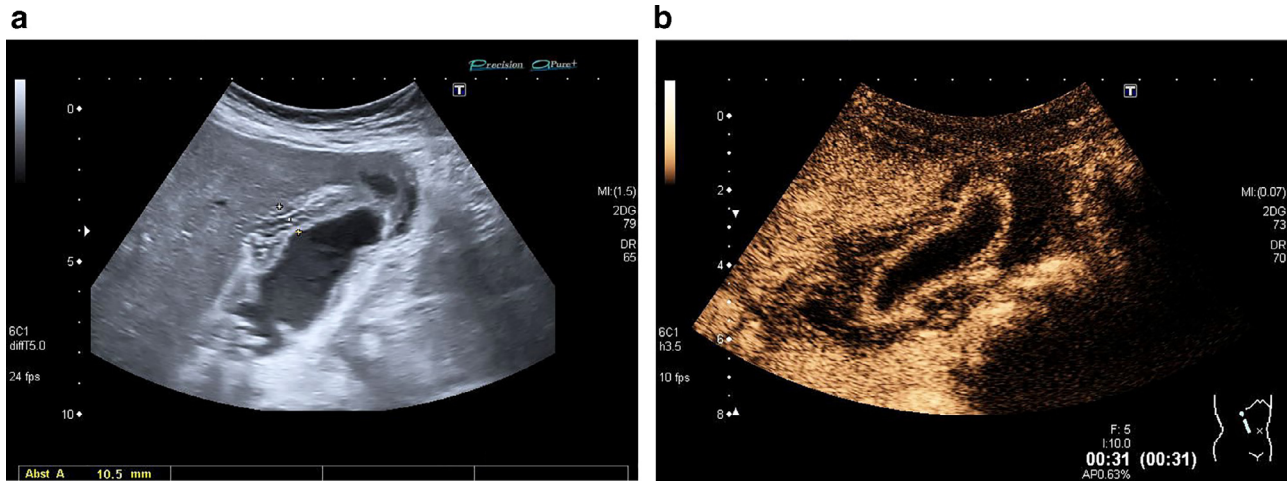 a
Precision APure+
T
0
5
10
MI:(1.5)
2DG
79
DR
65
6C1
diffT5.0
24 fps
Abst A 10.5 mm
b
T
0
2
4
6
8
MI:(0.07)
2DG
73
DR
70
6C1
h3.5
10 fps
F: 5
I:10.0
00:31 (00:31)
AP0.63%